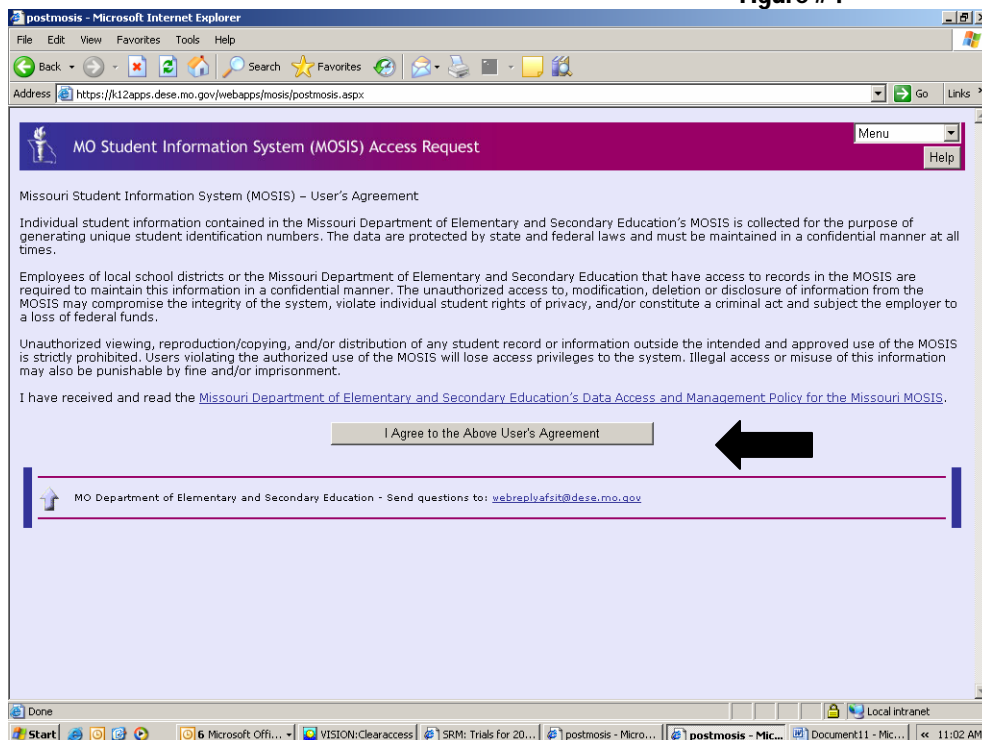 Figure #
postmosis - Microsoft Internet Explorer
File Edit View Favorites Tools Help
Back Search Favorites
Address https://k12apps.dese.mo.gov/webapps/mosis/postmosis.aspx Go Links
MO Student Information System (MOSIS) Access Request
Menu
Help
Missouri Student Information System (MOSIS) – User's Agreement
Individual student information contained in the Missouri Department of Elementary and Secondary Education's MOSIS is collected for the purpose of
generating unique student identification numbers. The data are protected by state and federal laws and must be maintained in a confidential manner at all
times.
Employees of local school districts or the Missouri Department of Elementary and Secondary Education that have access to records in the MOSIS are
required to maintain this information in a confidential manner. The unauthorized access to, modification, deletion or disclosure of information from the
MOSIS may compromise the integrity of the system, violate individual student rights of privacy, and/or constitute a criminal act and subject the employer to
a loss of federal funds.
Unauthorized viewing, reproduction/copying, and/or distribution of any student record or information outside the intended and approved use of the MOSIS
is strictly prohibited. Users violating the authorized use of the MOSIS will lose access privileges to the system. Illegal access or misuse of this information
may also be punishable by fine and/or imprisonment.
I have received and read the Missouri Department of Elementary and Secondary Education's Data Access and Management Policy for the Missouri MOSIS.
I Agree to the Above User's Agreement
MO Department of Elementary and Secondary Education - Send questions to: webreplyafsit@dese.mo.gov
Done Local intranet
Start 6 Microsoft Offi... VISION:Clearaccess SRM: Trials for 20... postmosis - Micro... postmosis - Mic... Document11 - Mic... « 11:02 AM